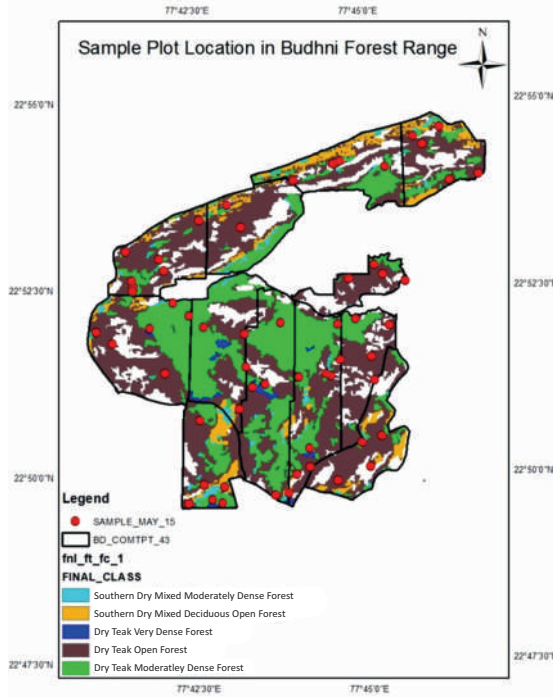 77°42'30"E 77°45'0"E
Sample Plot Location in Budhni Forest Range
N
22°55'0"N 22°55'0"N
22°52'30"N 22°52'30"N
22°50'0"N 22°50'0"N
Legend
SAMPLE_MAY_15
BD_COMTPT_43
fnl_ft_fc_1
FINAL_CLASS
Southern Dry Mixed Moderately Dense Forest
Southern Dry Mixed Deciduous Open Forest
Dry Teak Very Dense Forest
Dry Teak Open Forest
Dry Teak Moderatley Dense Forest
22°47'30"N 22°47'30"N
77°42'30"E 77°45'0"E